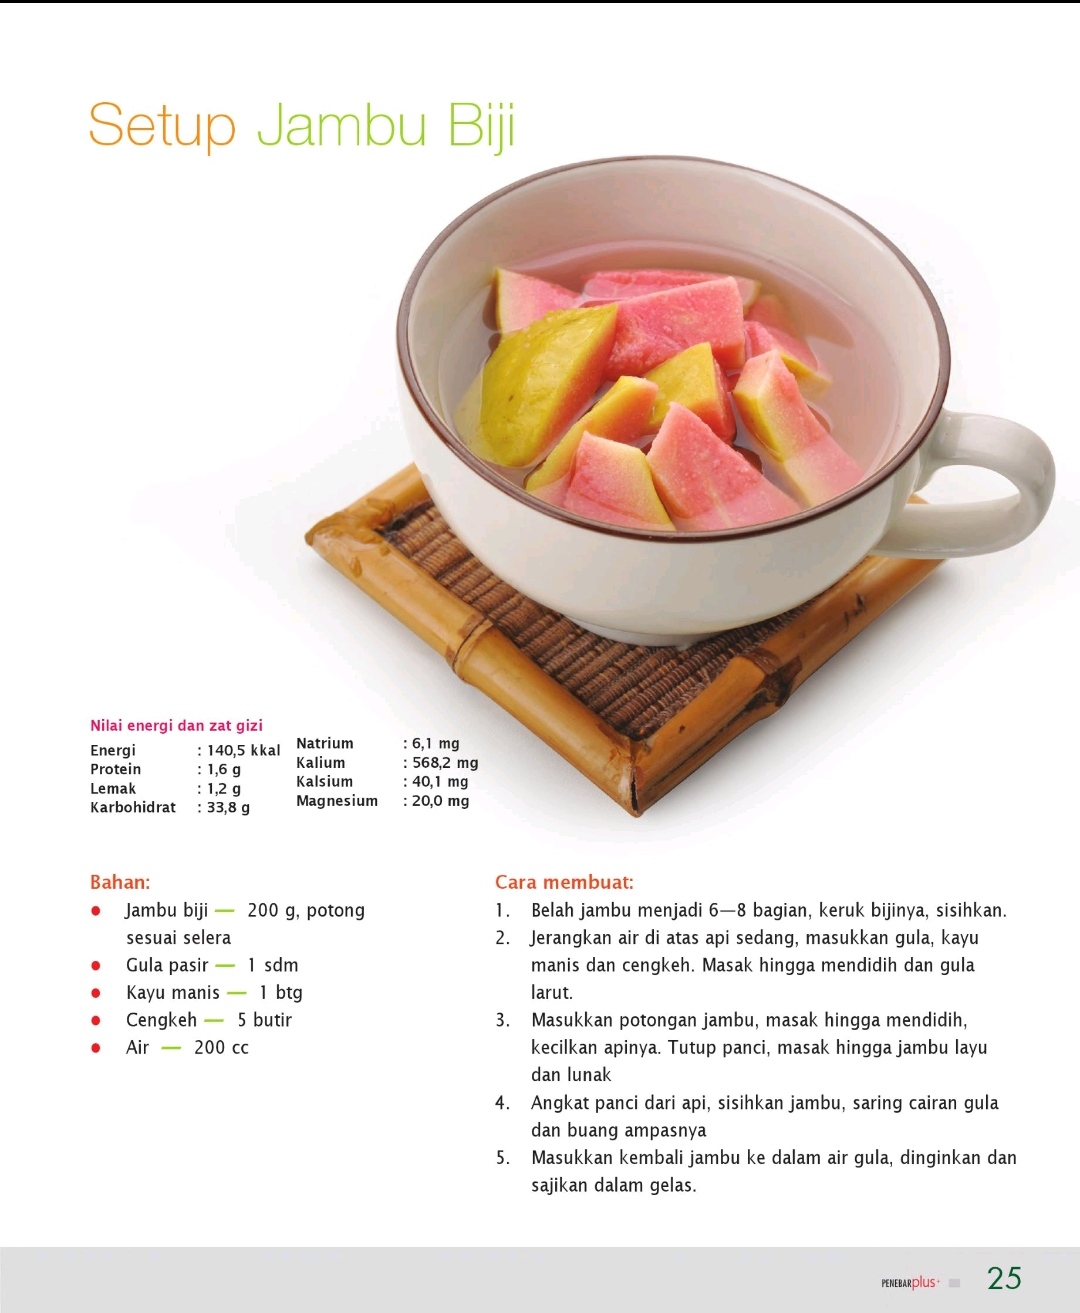 Setup Jambu Biji
Nilai energi dan zat gizi
Energi : 140,5 kkal
Protein : 1,6 g
Lemak : 1,2 g
Karbohidrat : 33,8 g
Natrium : 6,1 mg
Kalium : 568,2 mg
Kalsium : 40,1 mg
Magnesium : 20,0 mg
Bahan:
• Jambu biji — 200 g, potong
sesuai selera
• Gula pasir — 1 sdm
• Kayu manis — 1 btg
• Cengkeh — 5 butir
• Air — 200 cc
Cara membuat:
1. Belah jambu menjadi 6—8 bagian, keruk bijinya, sisihkan.
2. Jerangkan air di atas api sedang, masukkan gula, kayu
manis dan cengkeh. Masak hingga mendidih dan gula
larut.
3. Masukkan potongan jambu, masak hingga mendidih,
kecilkan apinya. Tutup panci, masak hingga jambu layu
dan lunak
4. Angkat panci dari api, sisihkan jambu, saring cairan gula
dan buang ampasnya
5. Masukkan kembali jambu ke dalam air gula, dinginkan dan
sajikan dalam gelas.
PENEBAR plus+ 25